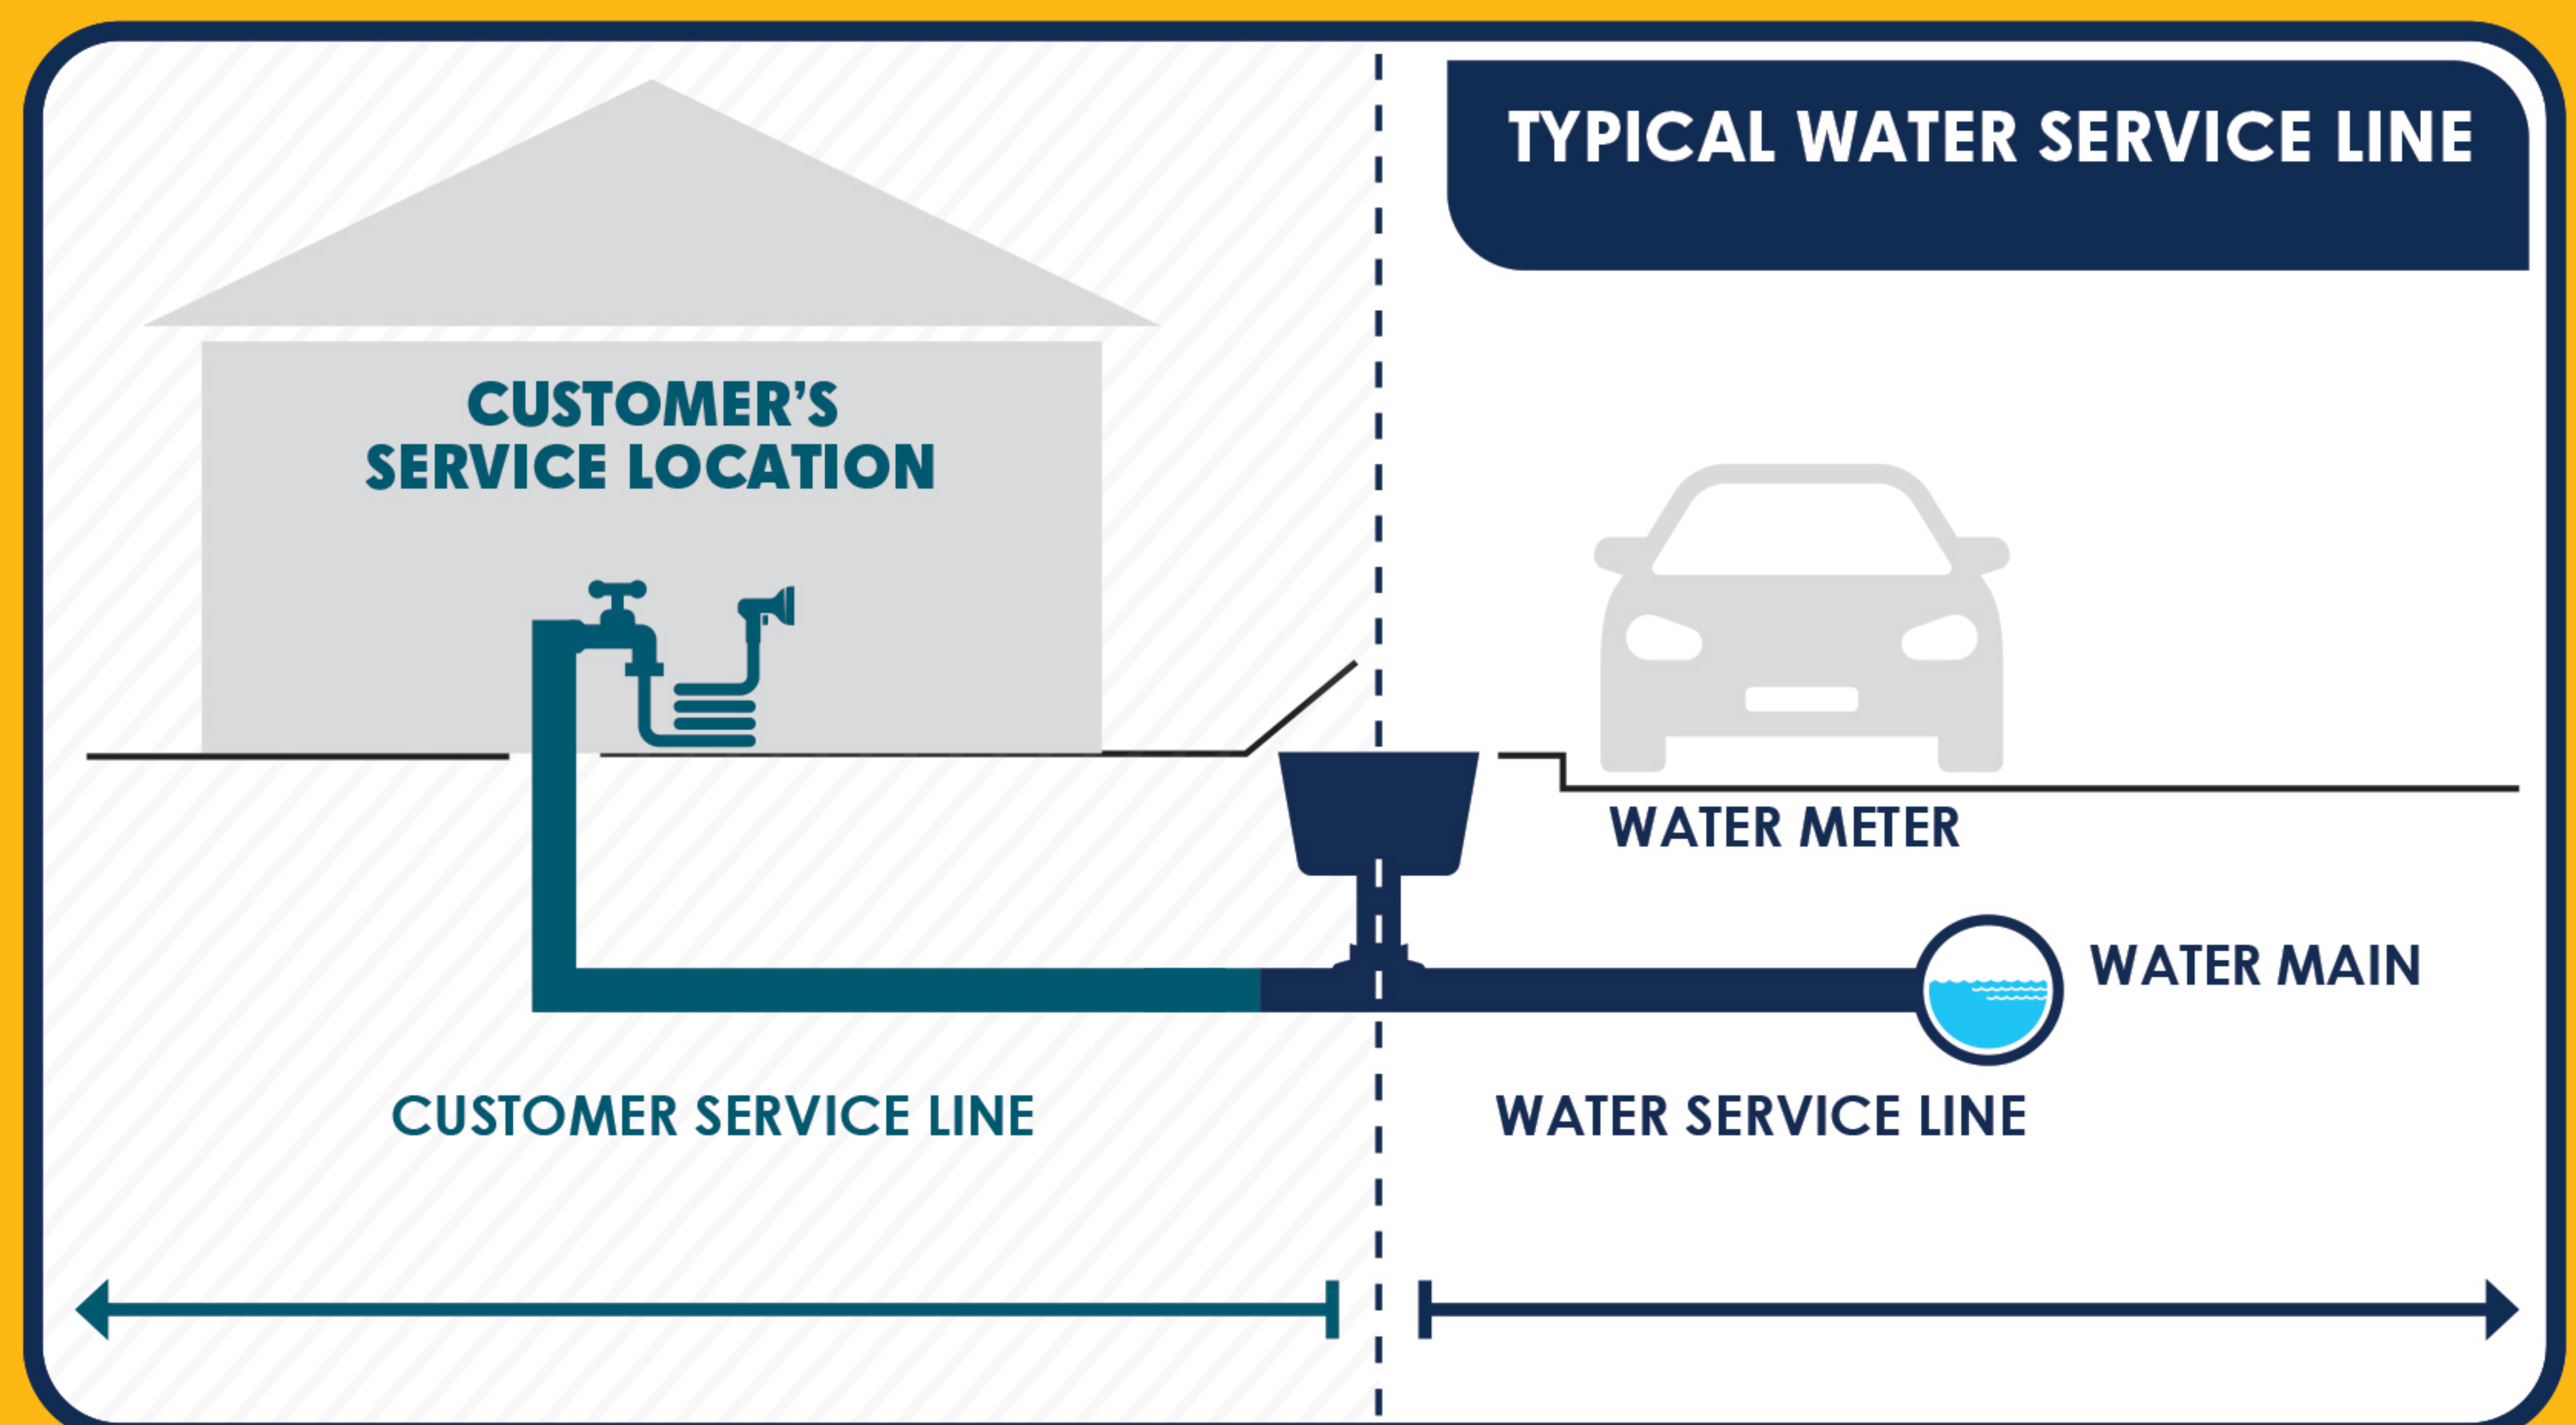 TYPICAL WATER SERVICE LINE
CUSTOMER’S
SERVICE LOCATION
WATER METER
WATER MAIN
CUSTOMER SERVICE LINE
WATER SERVICE LINE